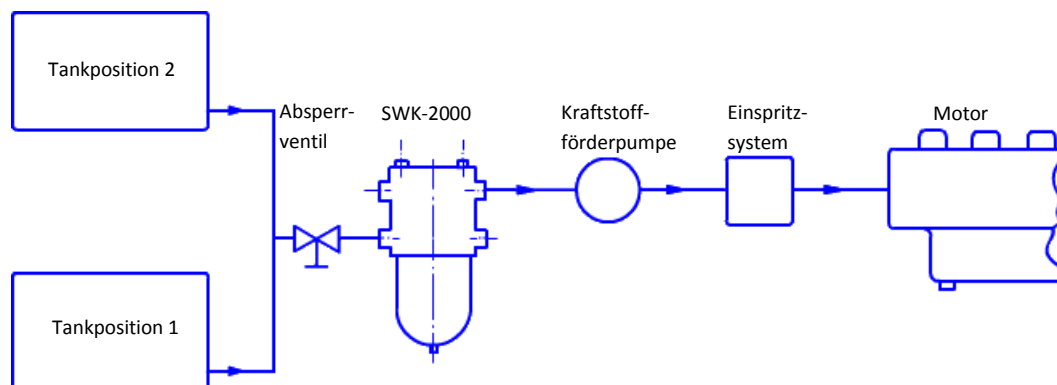 Tankposition 2
Absperr-
ventil
SWK-2000
Kraftstoff-
förderpumpe
Einspritz-
system
Motor
Tankposition 1